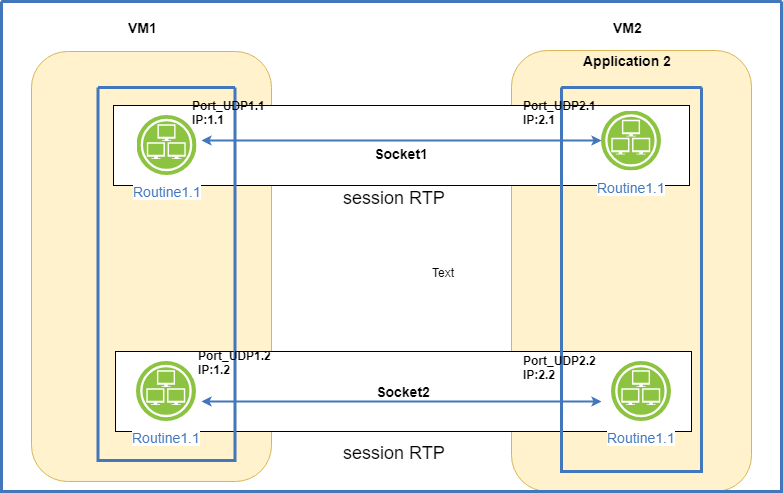 VM1
VM2
Application 2
Port_UDP1.1
IP:1.1
Port_UDP2.1
IP:2.1
Socket1
Routine1.1
Routine1.1
session RTP
Text
Port_UDP1.2
IP:1.2
Port_UDP2.2
IP:2.2
Socket2
Routine1.1
Routine1.1
session RTP